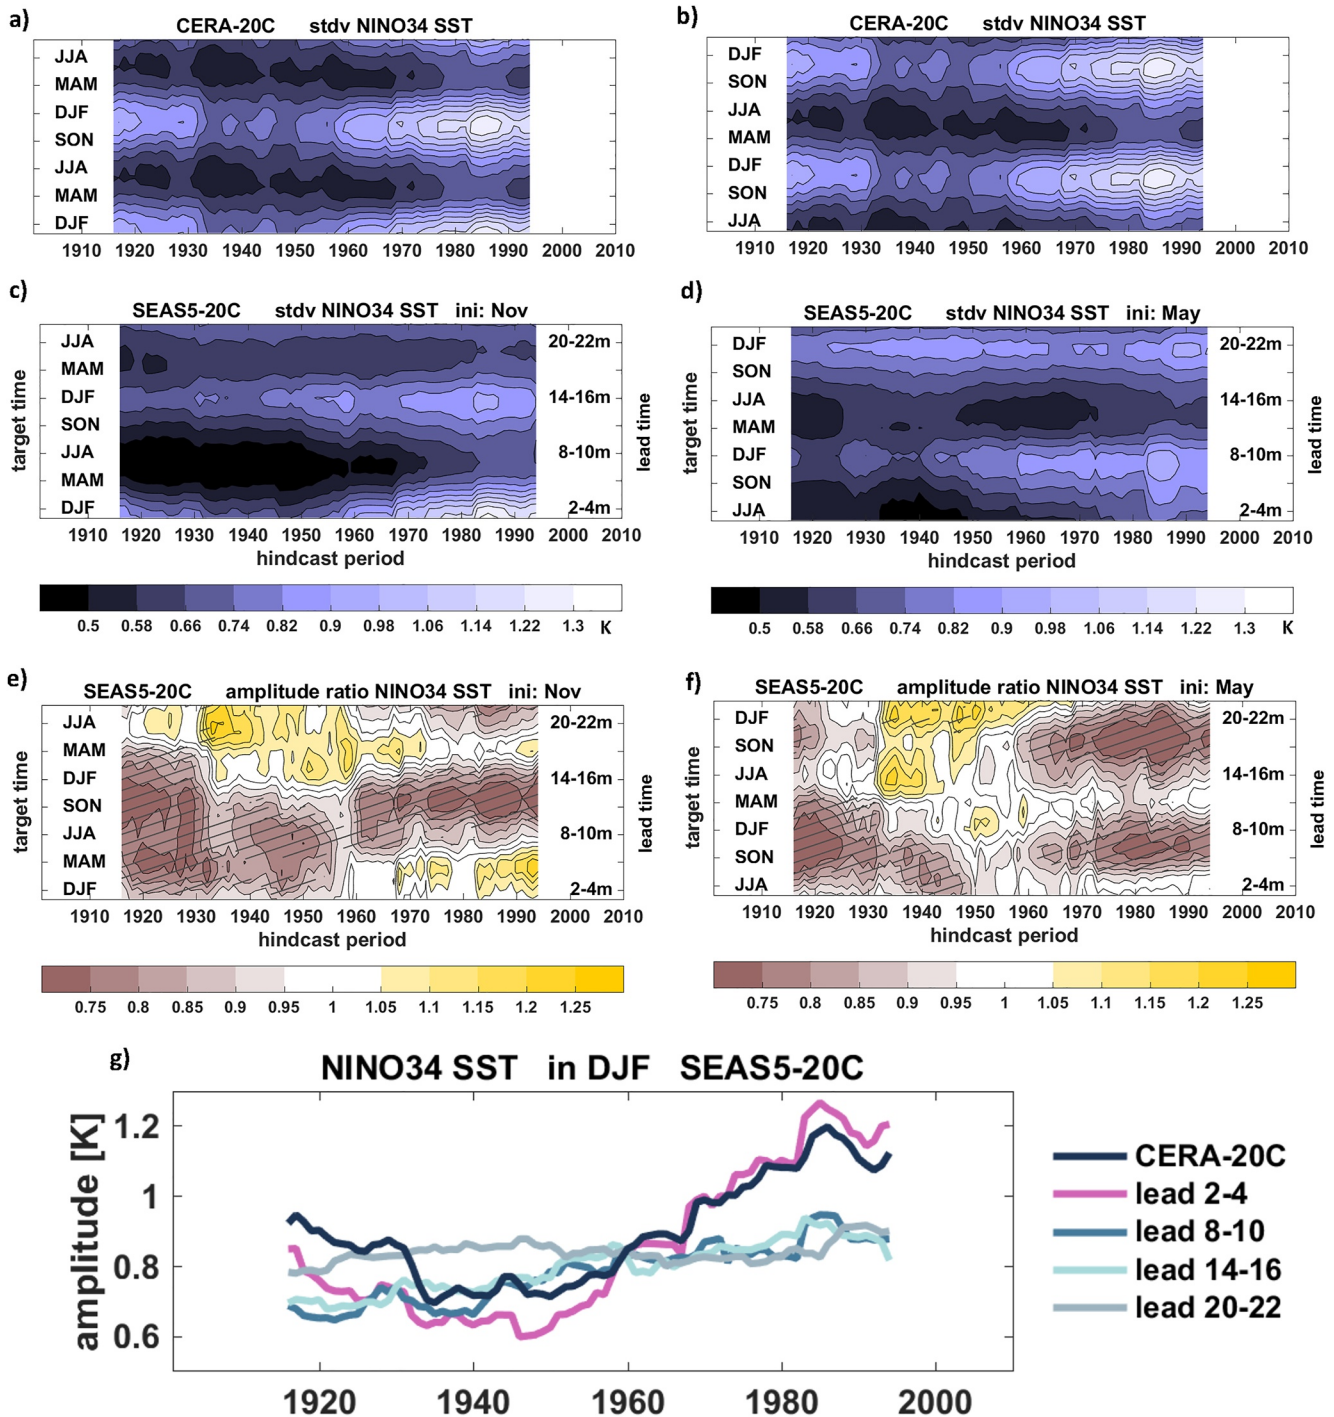 a)
CERA-20C stdv NINO34 SST
JJA
MAM
DJF
SON
JJA
MAM
DJF
1910 1920 1930 1940 1950 1960 1970 1980 1990 2000 2010
b)
CERA-20C stdv NINO34 SST
DJF
SON
JJA
MAM
DJF
SON
JJA
1910 1920 1930 1940 1950 1960 1970 1980 1990 2000 2010
c)
SEAS5-20C stdv NINO34 SST ini: Nov
target time
JJA 20-22m
MAM
DJF 14-16m
SON
JJA 8-10m
MAM
DJF 2-4m
lead time
1910 1920 1930 1940 1950 1960 1970 1980 1990 2000 2010
hindcast period
0.5 0.58 0.66 0.74 0.82 0.9 0.98 1.06 1.14 1.22 1.3 K
d)
SEAS5-20C stdv NINO34 SST ini: May
target time
DJF 20-22m
SON
JJA 14-16m
MAM
DJF 8-10m
SON
JJA 2-4m
lead time
1910 1920 1930 1940 1950 1960 1970 1980 1990 2000 2010
hindcast period
0.5 0.58 0.66 0.74 0.82 0.9 0.98 1.06 1.14 1.22 1.3 K
e)
SEAS5-20C amplitude ratio NINO34 SST ini: Nov
target time
JJA 20-22m
MAM
DJF 14-16m
SON
JJA 8-10m
MAM
DJF 2-4m
lead time
1910 1920 1930 1940 1950 1960 1970 1980 1990 2000 2010
hindcast period
0.75 0.8 0.85 0.9 0.95 1 1.05 1.1 1.15 1.2 1.25
f)
SEAS5-20C amplitude ratio NINO34 SST ini: May
target time
DJF 20-22m
SON
JJA 14-16m
MAM
DJF 8-10m
SON
JJA 2-4m
lead time
1910 1920 1930 1940 1950 1960 1970 1980 1990 2000 2010
hindcast period
0.75 0.8 0.85 0.9 0.95 1 1.05 1.1 1.15 1.2 1.25
g)
NINO34 SST in DJF SEAS5-20C
amplitude [K]
1.2
1
0.8
0.6
1920 1940 1960 1980 2000
CERA-20C
lead 2-4
lead 8-10
lead 14-16
lead 20-22